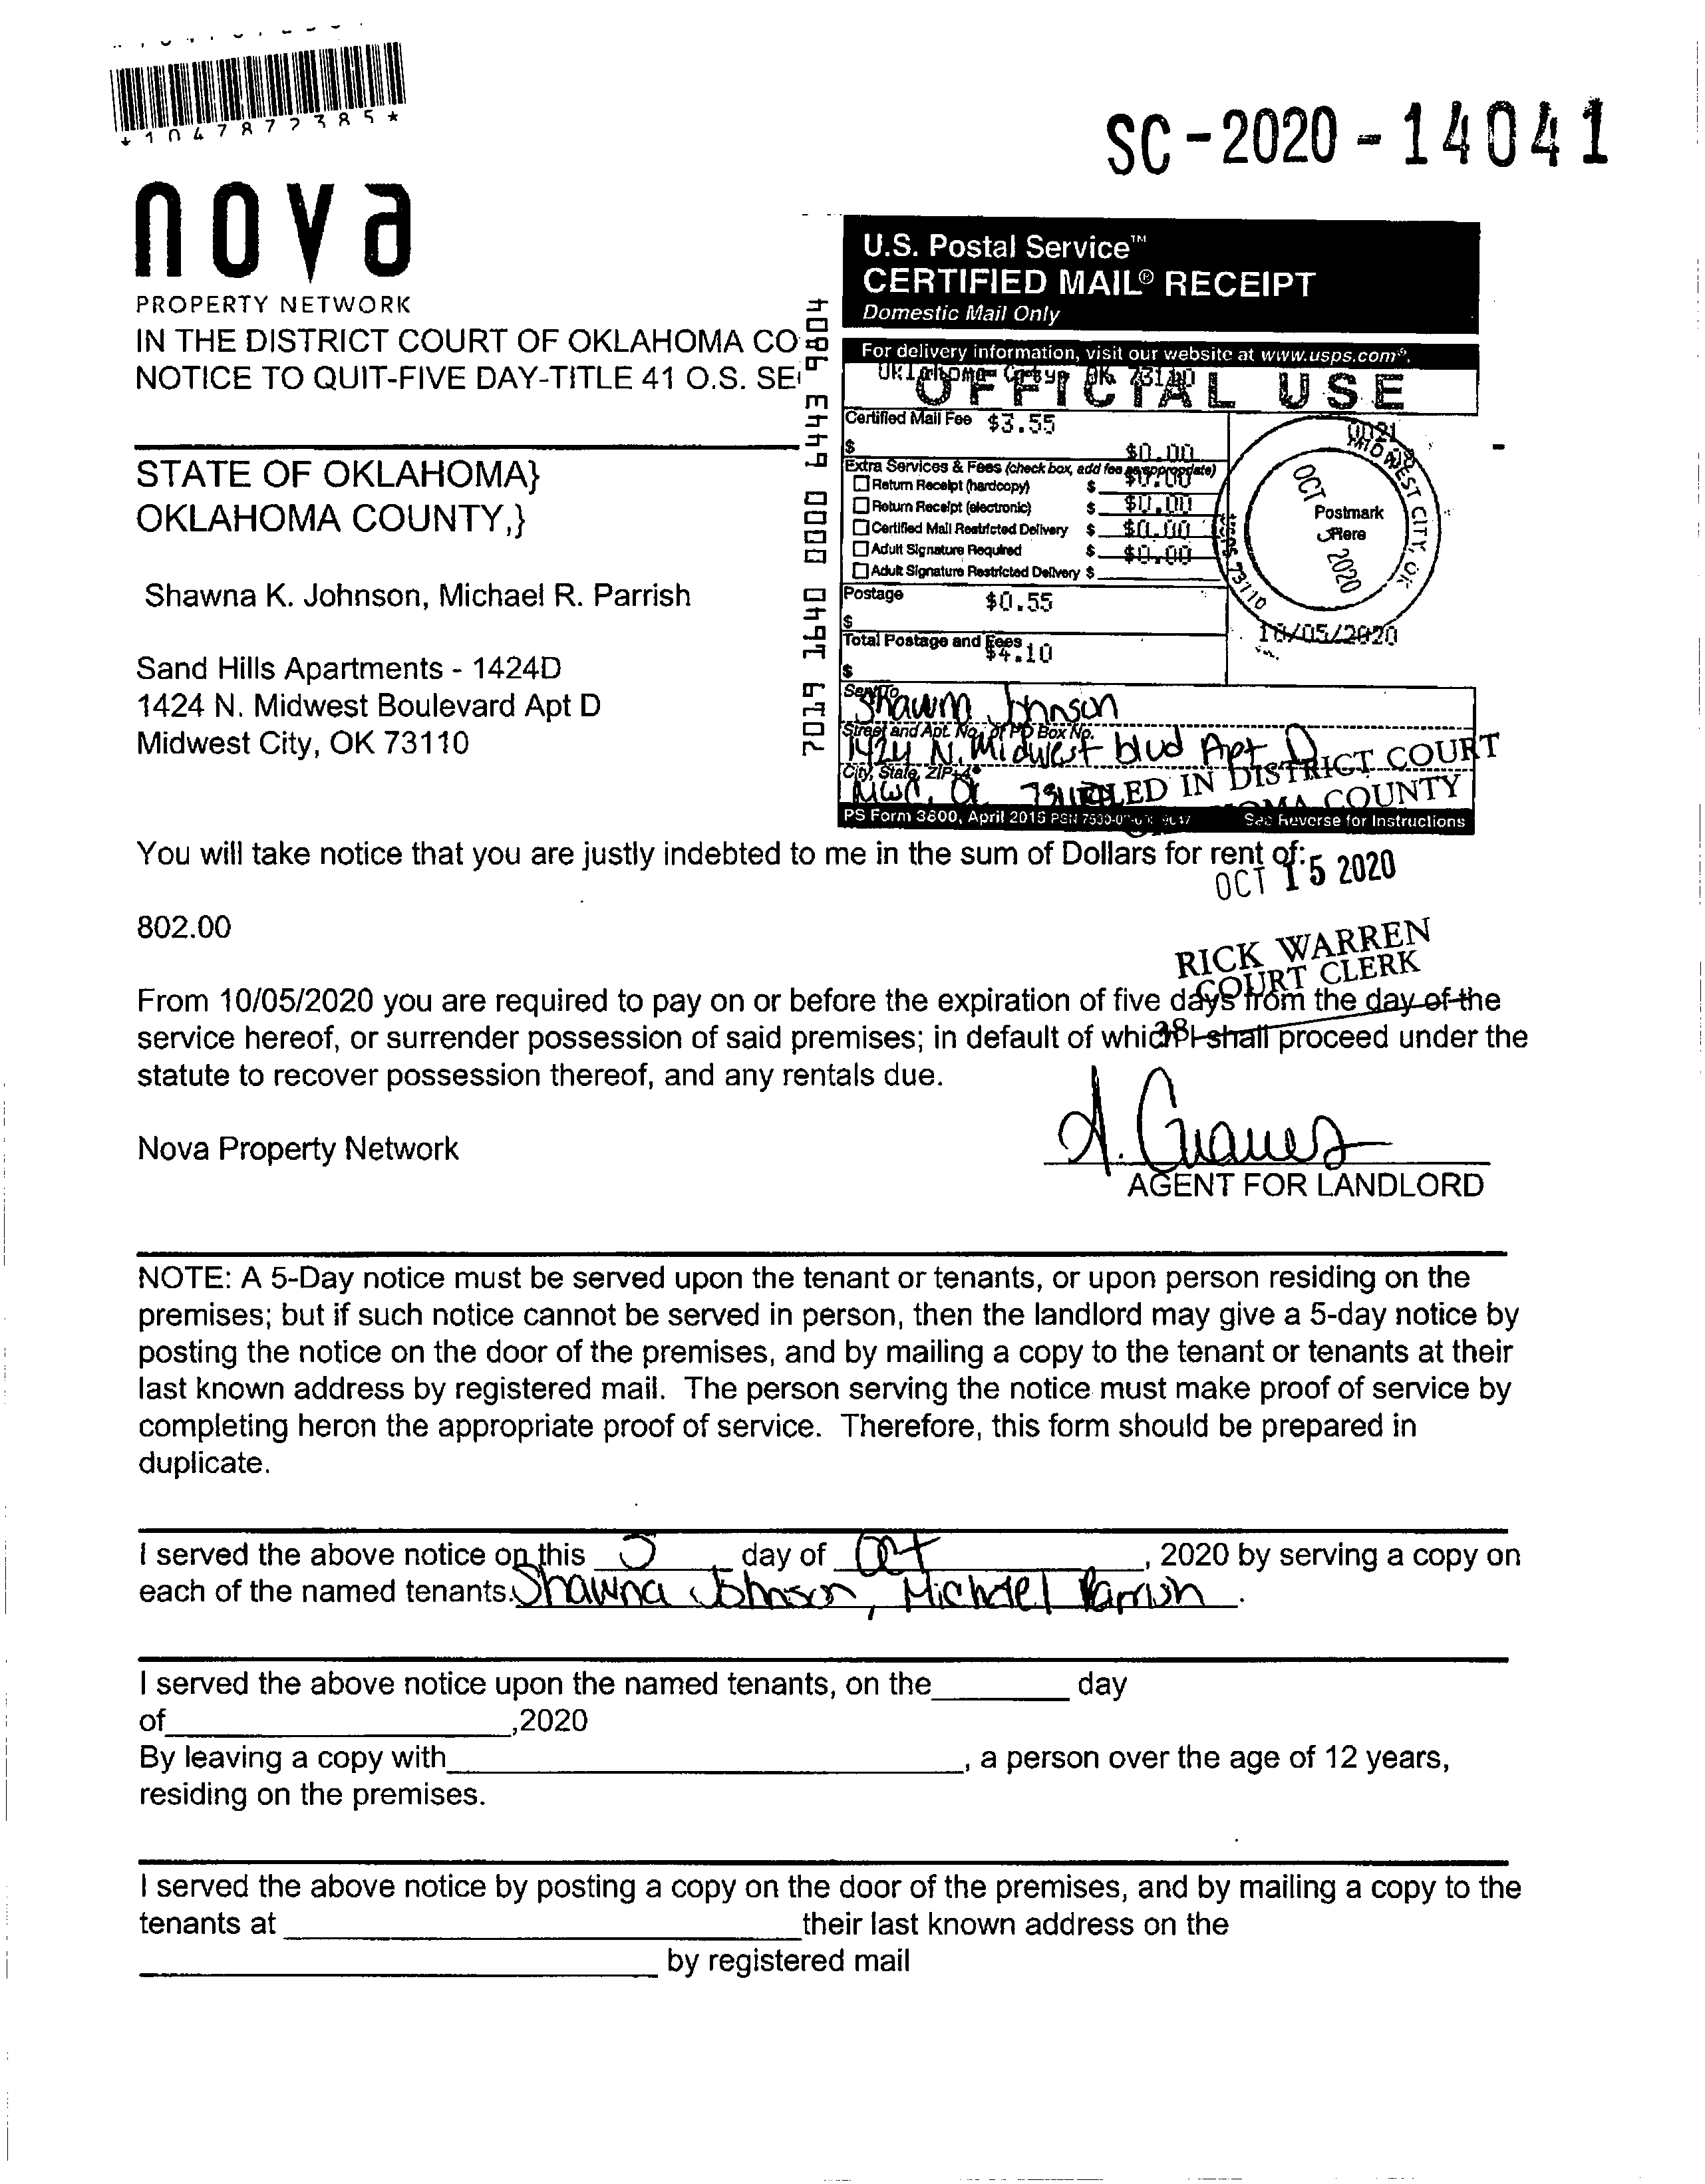 *1047872385*
SC-2020-14041
nova
PROPERTY NETWORK
IN THE DISTRICT COURT OF OKLAHOMA CO
NOTICE TO QUIT-FIVE DAY-TITLE 41 O.S. SE
STATE OF OKLAHOMA}
OKLAHOMA COUNTY,}
Shawna K. Johnson, Michael R. Parrish
Sand Hills Apartments - 1424D
1424 N. Midwest Boulevard Apt D
Midwest City, OK 73110
7019 1640 0000 6443 9804
U.S. Postal Service™
CERTIFIED MAIL® RECEIPT
Domestic Mail Only
For delivery information, visit our website at www.usps.com®.
OFFICIAL USE
Certified Mail Fee $3.55
$
$0.00
Extra Services & Fees (check box, add fee as appropriate)
Return Receipt (hardcopy) $ $0.00
Return Receipt (electronic) $ $0.00
Certified Mail Restricted Delivery $ $0.00
Adult Signature Required $ $0.00
Adult Signature Restricted Delivery $
Postage $0.55
$
Total Postage and Fees $4.10
$
0021
MIDWEST CITY, OK
OCT 5 2020
Postmark
Here
USPS 73110
10/05/2020
Sent To
Shawna Johnson
Street and Apt. No., or PO Box No.
1424 N. Midwest blvd Apt D
City, State, ZIP+4®
MWC, OK
PS Form 3800, April 2015 See Reverse for Instructions
FILED IN DISTRICT COURT
OKLAHOMA COUNTY
You will take notice that you are justly indebted to me in the sum of Dollars for rent of:
OCT 15 2020
802.00
RICK WARREN
COURT CLERK
From 10/05/2020 you are required to pay on or before the expiration of five days from the day of the
service hereof, or surrender possession of said premises; in default of which I shall proceed under the
statute to recover possession thereof, and any rentals due.
38
Nova Property Network
A. Graves
AGENT FOR LANDLORD
NOTE: A 5-Day notice must be served upon the tenant or tenants, or upon person residing on the
premises; but if such notice cannot be served in person, then the landlord may give a 5-day notice by
posting the notice on the door of the premises, and by mailing a copy to the tenant or tenants at their
last known address by registered mail. The person serving the notice must make proof of service by
completing heron the appropriate proof of service. Therefore, this form should be prepared in
duplicate.
I served the above notice on this 5 day of Oct, 2020 by serving a copy on
each of the named tenants. Shawna Johnson, Michael Parrish.
I served the above notice upon the named tenants, on the day
of ,2020
By leaving a copy with , a person over the age of 12 years,
residing on the premises.
I served the above notice by posting a copy on the door of the premises, and by mailing a copy to the
tenants at their last known address on the
by registered mail